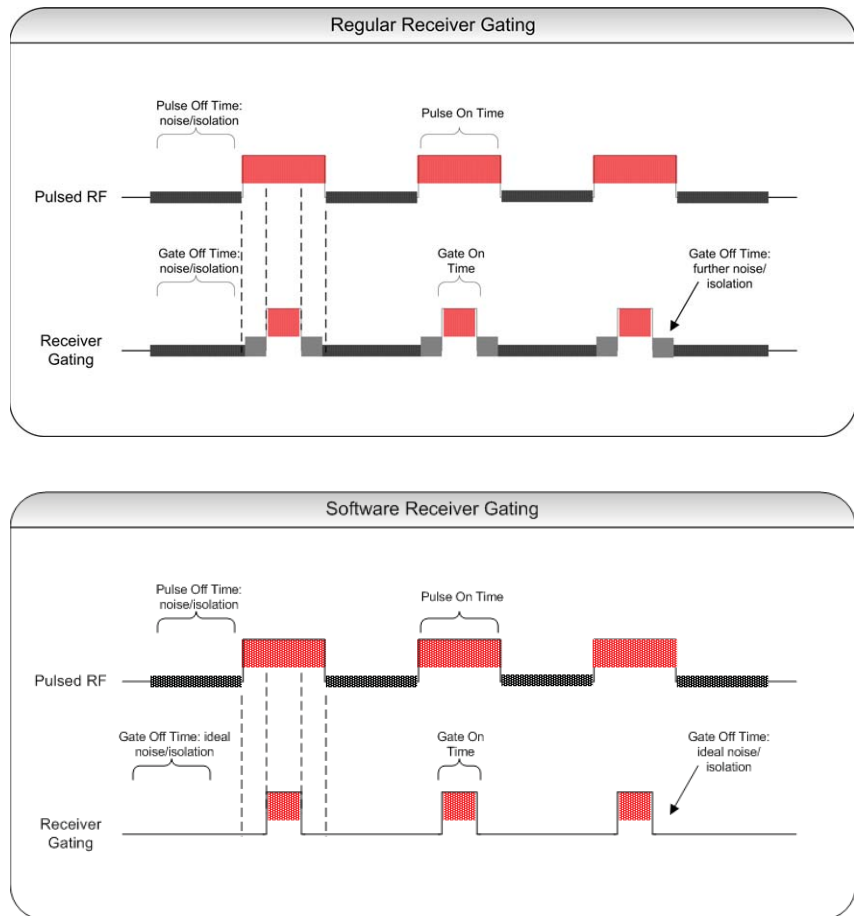 Regular Receiver Gating
Pulse Off Time:
noise/isolation
Pulse On Time
Pulsed RF
Gate Off Time:
noise/isolation
Gate On
Time
Gate Off Time:
further noise/
isolation
Receiver
Gating
Software Receiver Gating
Pulse Off Time:
noise/isolation
Pulse On Time
Pulsed RF
Gate Off Time: ideal
noise/isolation
Gate On
Time
Gate Off Time:
ideal noise/
isolation
Receiver
Gating